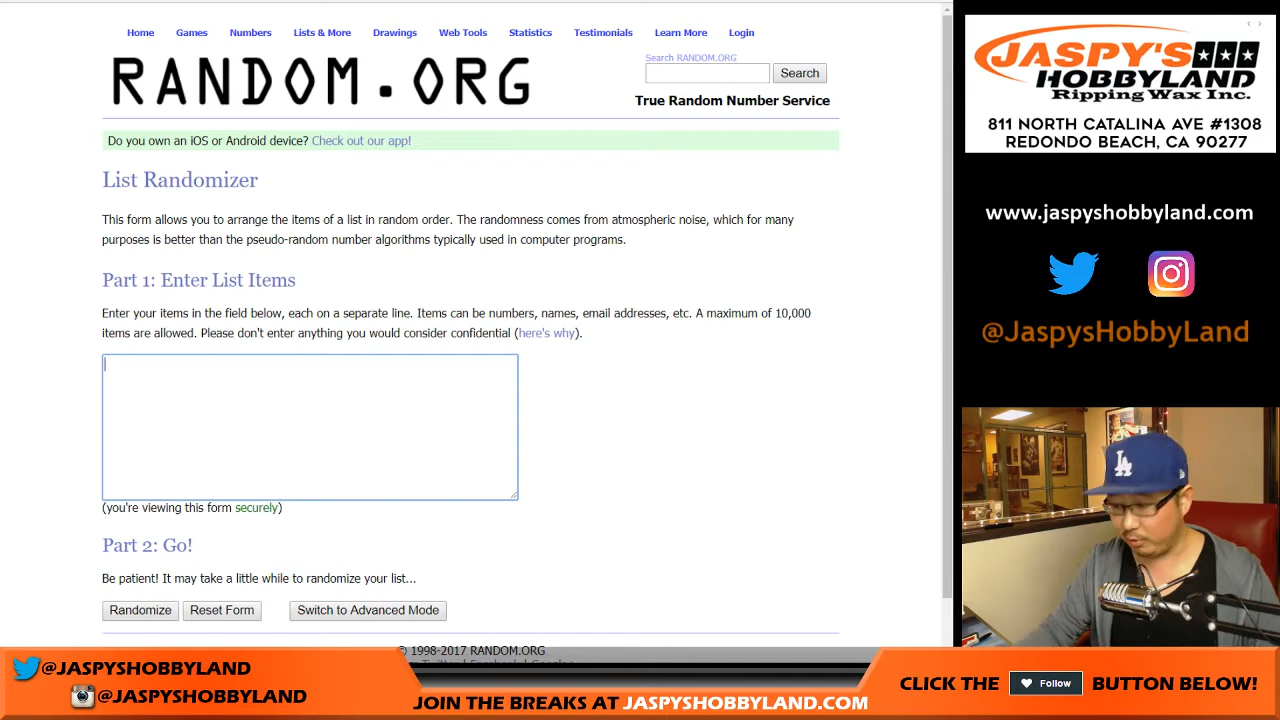 Home Games Numbers Lists & More Drawings Web Tools Statistics Testimonials Learn More Login
RANDOM.ORG
Search RANDOM.ORG
Search
True Random Number Service
Do you own an iOS or Android device? Check out our app!
List Randomizer
This form allows you to arrange the items of a list in random order. The randomness comes from atmospheric noise, which for many
purposes is better than the pseudo-random number algorithms typically used in computer programs.
Part 1: Enter List Items
Enter your items in the field below, each on a separate line. Items can be numbers, names, email addresses, etc. A maximum of 10,000
items are allowed. Please don't enter anything you would consider confidential (here's why).
(you're viewing this form securely)
Part 2: Go!
Be patient! It may take a little while to randomize your list...
Randomize Reset Form Switch to Advanced Mode
© 1998-2017 RANDOM.ORG
JASPY'S
HOBBYLAND
Ripping Wax Inc.
811 NORTH CATALINA AVE #1308
REDONDO BEACH, CA 90277
www.jaspyshobbyland.com
@JaspysHobbyLand
LA
@JASPYSHOBBYLAND
@JASPYSHOBBYLAND
JOIN THE BREAKS AT JASPYSHOBBYLAND.COM
CLICK THE Follow BUTTON BELOW!